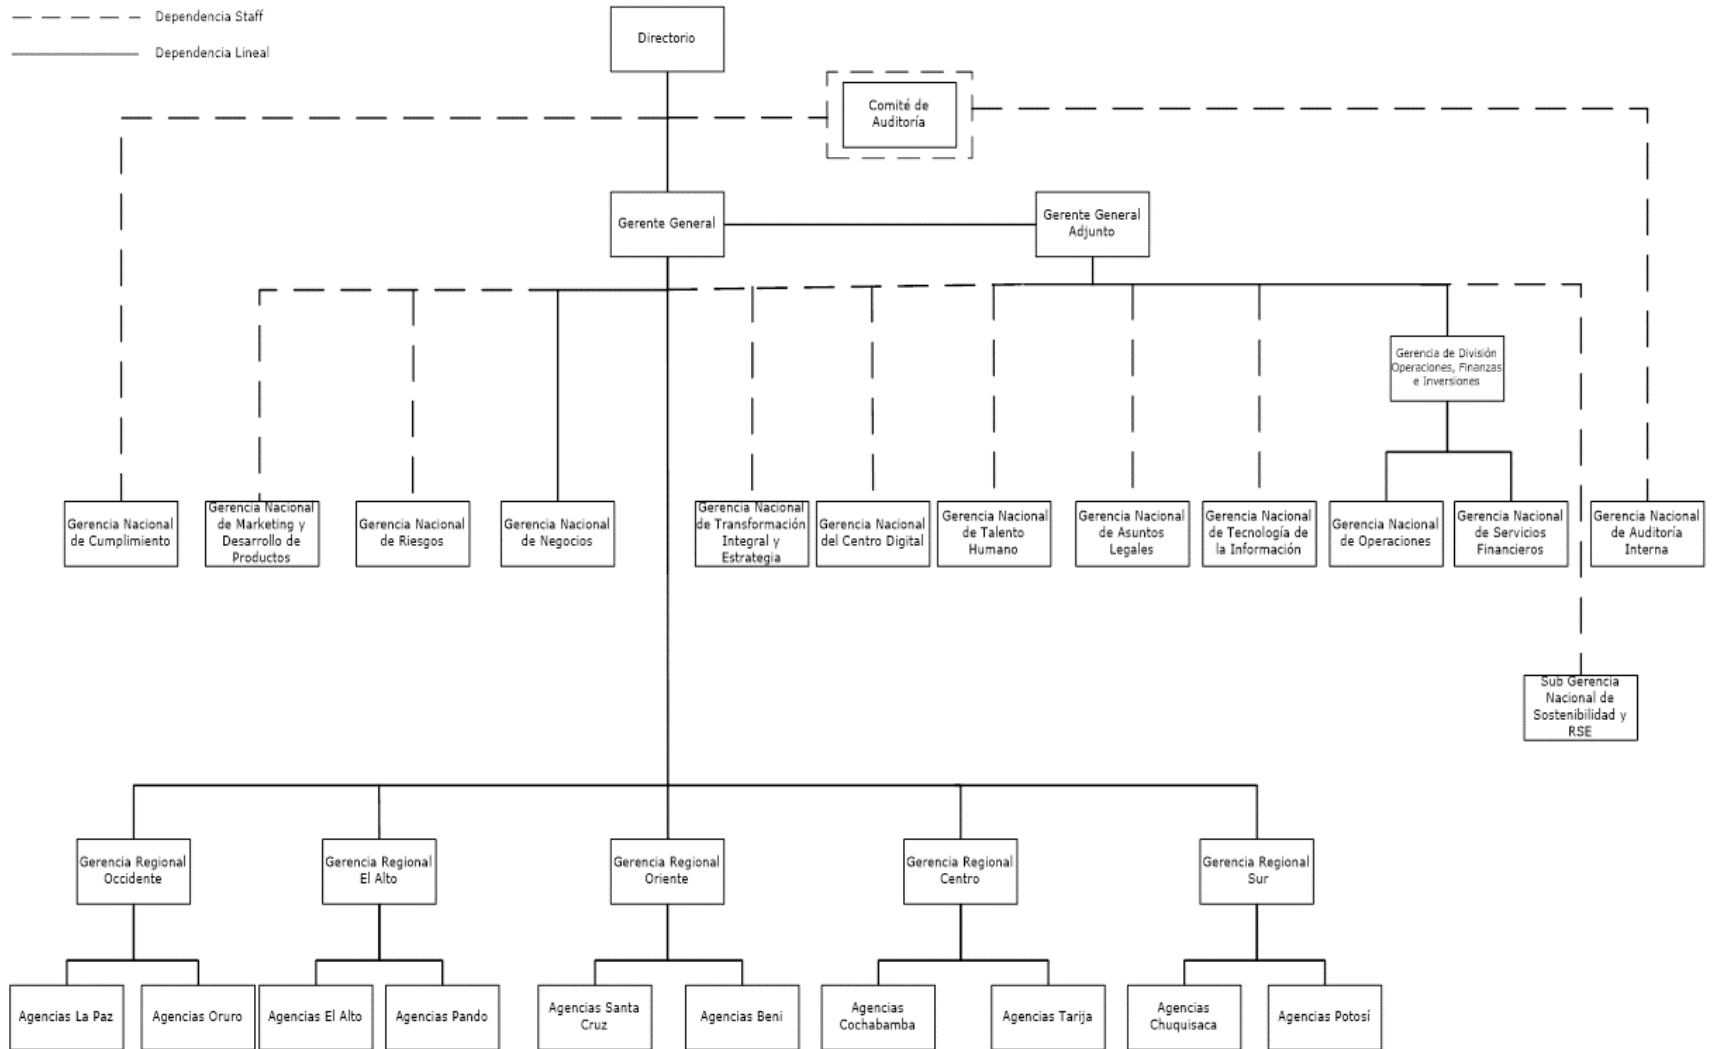 Dependencia Staff
Dependencia Lineal
Directorio
Comité de
Auditoría
Gerente General
Gerente General
Adjunto
Gerencia de División
Operaciones, Finanzas
e Inversiones
Gerencia Nacional
de Cumplimiento
Gerencia Nacional
de Marketing y
Desarrollo de
Productos
Gerencia Nacional
de Riesgos
Gerencia Nacional
de Negocios
Gerencia Nacional
de Transformación
Integral y
Estrategia
Gerencia Nacional
del Centro Digital
Gerencia Nacional
de Talento
Humano
Gerencia Nacional
de Asuntos
Legales
Gerencia Nacional
de Tecnología de
la Información
Gerencia Nacional
de Operaciones
Gerencia Nacional
de Servicios
Financieros
Gerencia Nacional
de Auditoría
Interna
Sub Gerencia
Nacional de
Sostenibilidad y
RSE
Gerencia Regional
Occidente
Gerencia Regional
El Alto
Gerencia Regional
Oriente
Gerencia Regional
Centro
Gerencia Regional
Sur
Agencias La Paz
Agencias Oruro
Agencias El Alto
Agencias Pando
Agencias Santa
Cruz
Agencias Beni
Agencias
Cochabamba
Agencias Tarija
Agencias
Chuquisaca
Agencias Potosí